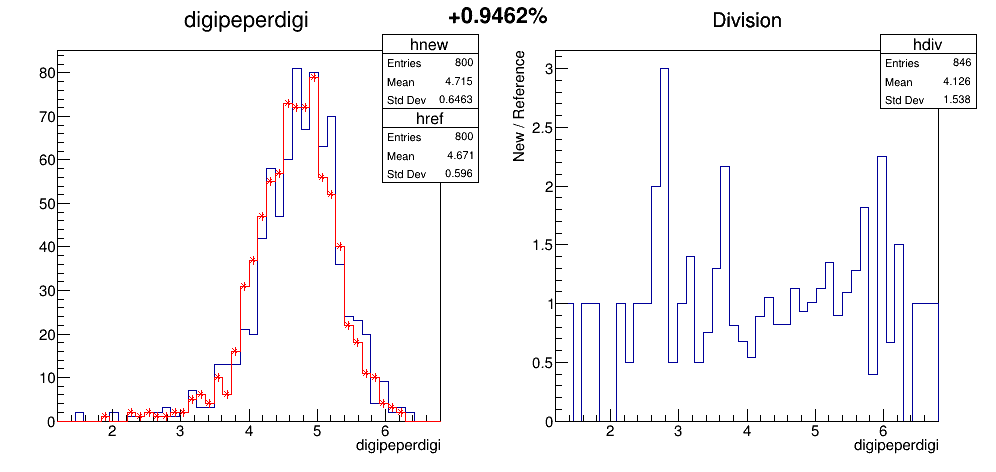 +0.9462%
digipeperdigi
hnew
Entries 800
Mean 4.715
Std Dev 0.6463
href
Entries 800
Mean 4.671
Std Dev 0.596
80
70
60
50
40
30
20
10
0
2 3 4 5 6
digipeperdigi
Division
hdiv
Entries 846
Mean 4.126
Std Dev 1.538
New / Reference
3
2.5
2
1.5
1
0.5
0
2 3 4 5 6
digipeperdigi